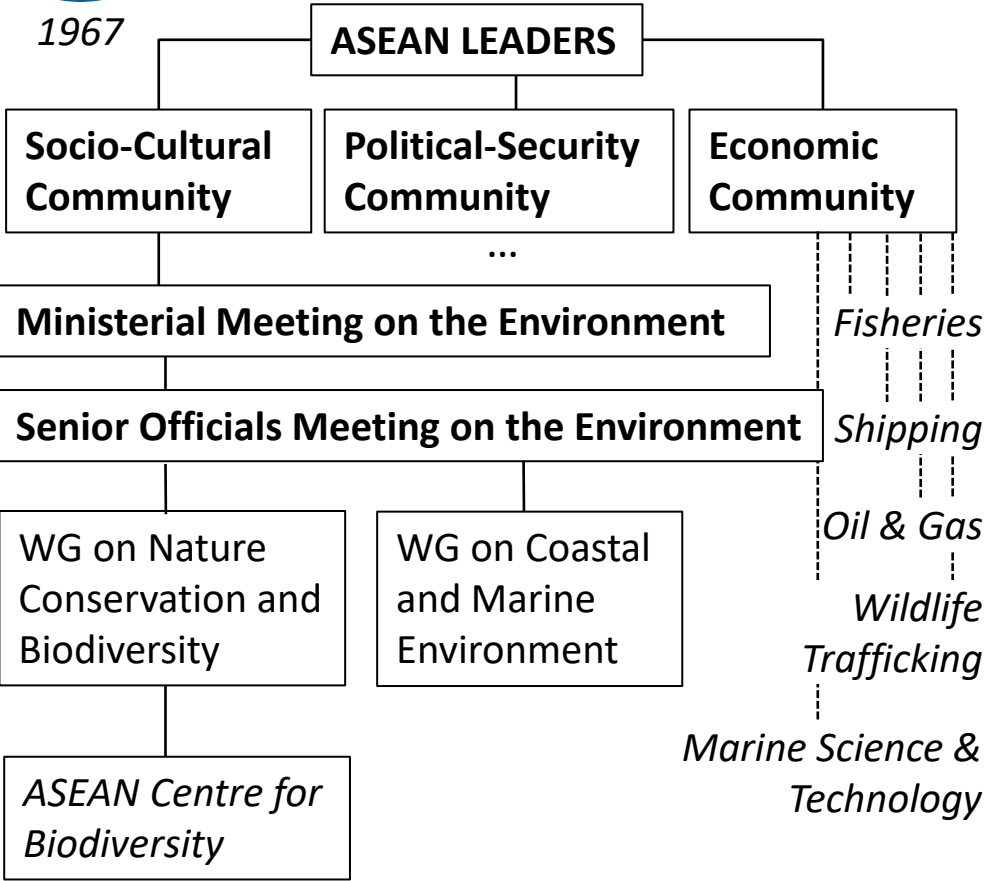 1967
ASEAN LEADERS
Socio-Cultural
Community
Political-Security
Community
Economic
Community
...
Ministerial Meeting on the Environment
Fisheries
Senior Officials Meeting on the Environment
Shipping
Oil & Gas
WG on Nature
Conservation and
Biodiversity
WG on Coastal
and Marine
Environment
Wildlife
Trafficking
Marine Science &
Technology
ASEAN Centre for
Biodiversity